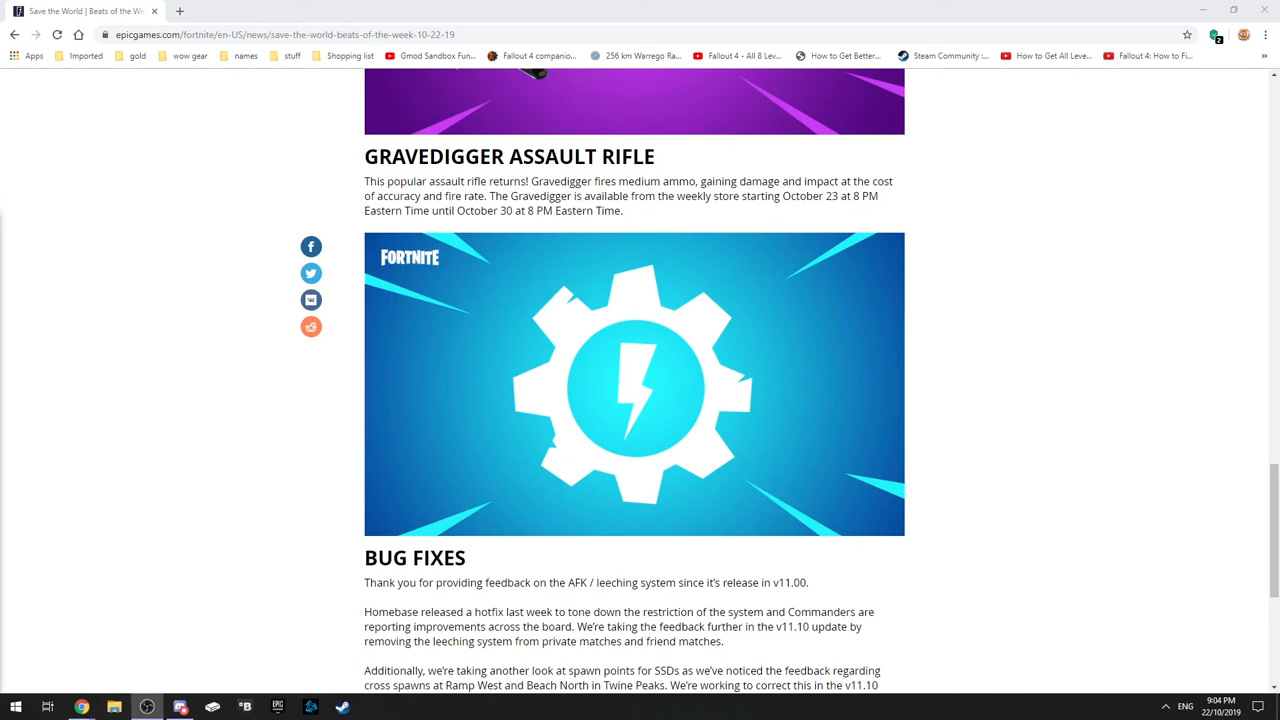 Save the World | Beats of the We
epicgames.com/fortnite/en-US/news/save-the-world-beats-of-the-week-10-22-19
2
Apps Imported gold wow gear names stuff Shopping list Gmod Sandbox Fun... Fallout 4 companio... 256 km Warrego Ra... Fallout 4 - All 8 Lev... How to Get Better... Steam Community :... How to Get All Leve... Fallout 4: How to Fi...
GRAVEDIGGER ASSAULT RIFLE
This popular assault rifle returns! Gravedigger fires medium ammo, gaining damage and impact at the cost
of accuracy and fire rate. The Gravedigger is available from the weekly store starting October 23 at 8 PM
Eastern Time until October 30 at 8 PM Eastern Time.
FORTNITE
BUG FIXES
Thank you for providing feedback on the AFK / leeching system since it's release in v11.00.
Homebase released a hotfix last week to tone down the restriction of the system and Commanders are
reporting improvements across the board. We're taking the feedback further in the v11.10 update by
removing the leeching system from private matches and friend matches.
Additionally, we're taking another look at spawn points for SSDs as we've noticed the feedback regarding
cross spawns at Ramp West and Beach North in Twine Peaks. We're working to correct this in the v11.10
EPIC
ENG
9:04 PM
22/10/2019